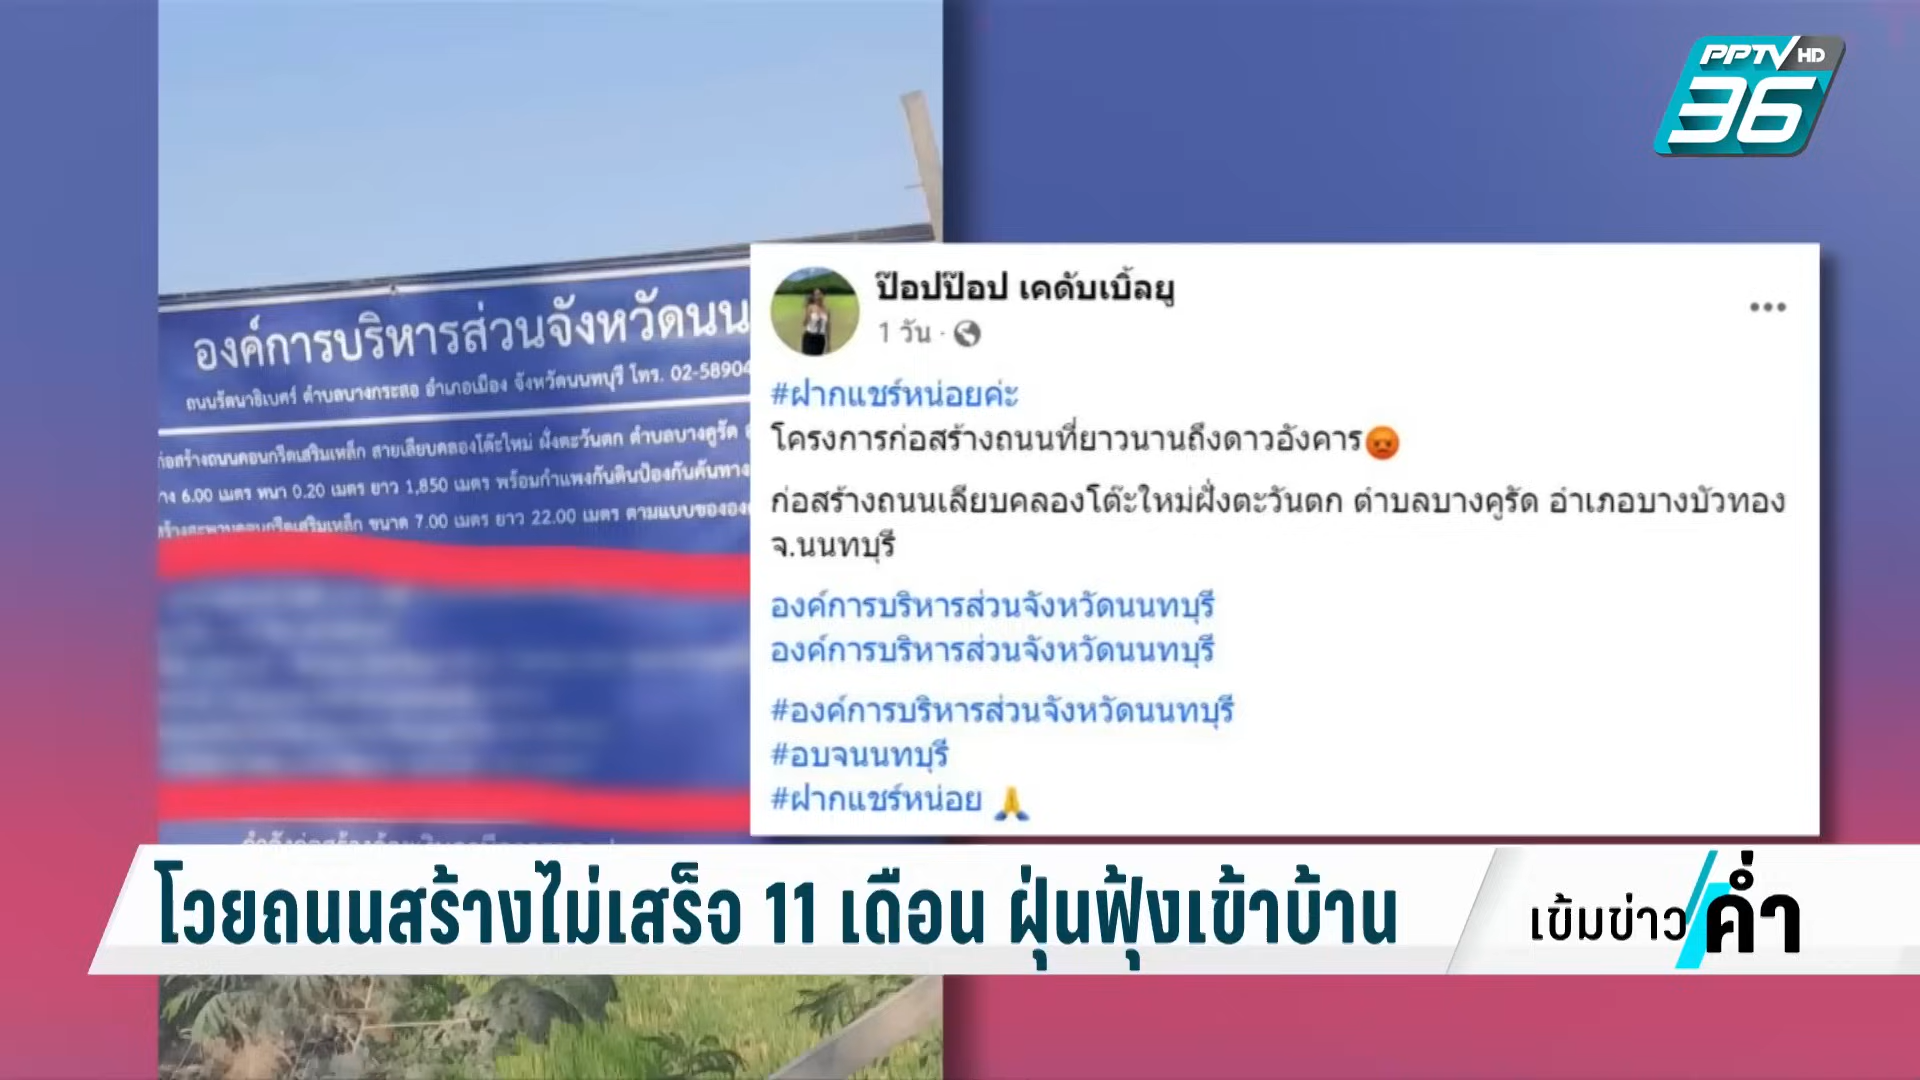 PPTV HD
36
องค์การบริหารส่วนจังหวัดนน
ถนนรัตนาธิเบศร์ ตำบลบางกระสอ อำเภอเมือง จังหวัดนนทบุรี โทร. 02-58904
ก่อสร้างถนนคอนกรีตเสริมเหล็ก สายเลียบคลองโต๊ะใหม่ ฝั่งตะวันตก ตำบลบางคูรัด
6.00 เมตร หนา 0.20 เมตร ยาว 1,850 เมตร พร้อมกำแพงกันดินป้องกันคันทาง
สะพานคอนกรีตเสริมเหล็ก ขนาด 7.00 เมตร ยาว 22.00 เมตร ตามแบบขององค
ป๊อปป๊อป เคดับเบิ้ลยู
1 วัน ·
#ฝากแชร์หน่อยค่ะ
โครงการก่อสร้างถนนที่ยาวนานถึงดาวอังคาร😡
ก่อสร้างถนนเลียบคลองโต๊ะใหม่ฝั่งตะวันตก ตำบลบางคูรัด อำเภอบางบัวทอง
จ.นนทบุรี
องค์การบริหารส่วนจังหวัดนนทบุรี
องค์การบริหารส่วนจังหวัดนนทบุรี
#องค์การบริหารส่วนจังหวัดนนทบุรี
#อบจนนทบุรี
#ฝากแชร์หน่อย 🙏
โวยถนนสร้างไม่เสร็จ 11 เดือน ฝุ่นฟุ้งเข้าบ้าน
เข้มข่าว/ค่ำ